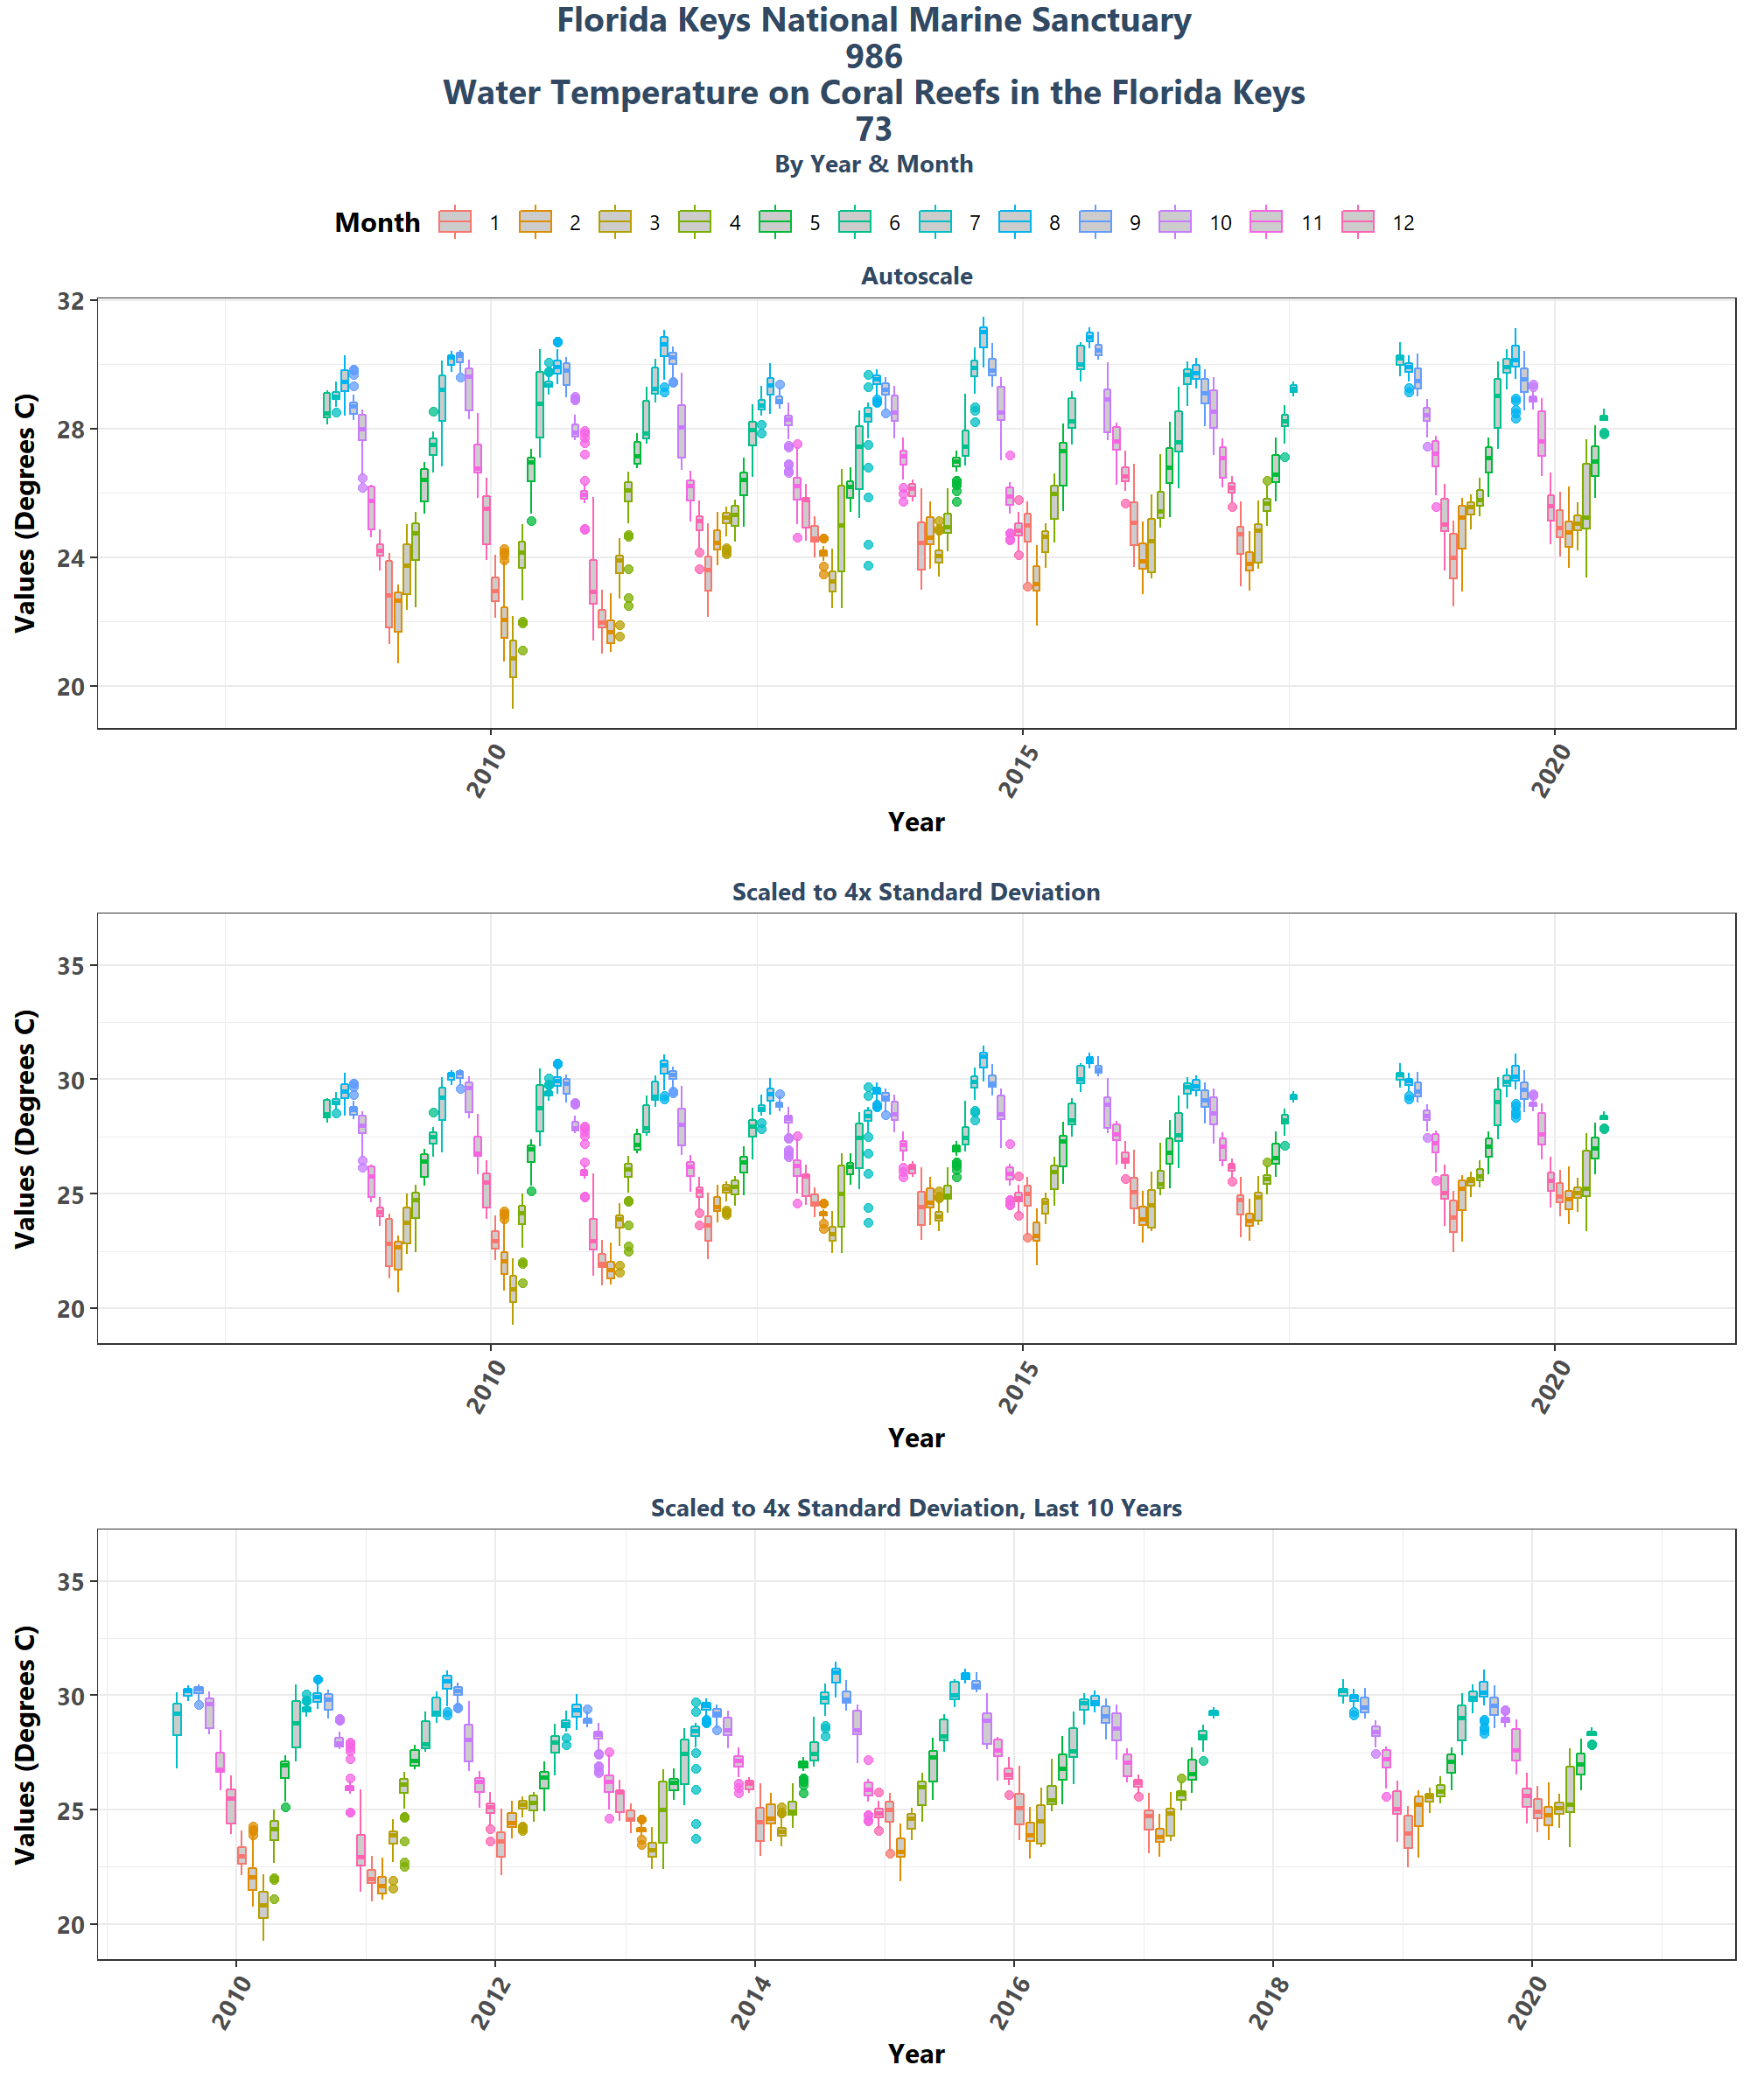 Florida Keys National Marine Sanctuary
986
Water Temperature on Coral Reefs in the Florida Keys
73
By Year & Month
Month 1 2 3 4 5 6 7 8 9 10 11 12
Autoscale
Values (Degrees C)
32
28
24
20
2010 2015 2020
Year
Scaled to 4x Standard Deviation
Values (Degrees C)
35
30
25
20
2010 2015 2020
Year
Scaled to 4x Standard Deviation, Last 10 Years
Values (Degrees C)
35
30
25
20
2010 2012 2014 2016 2018 2020
Year